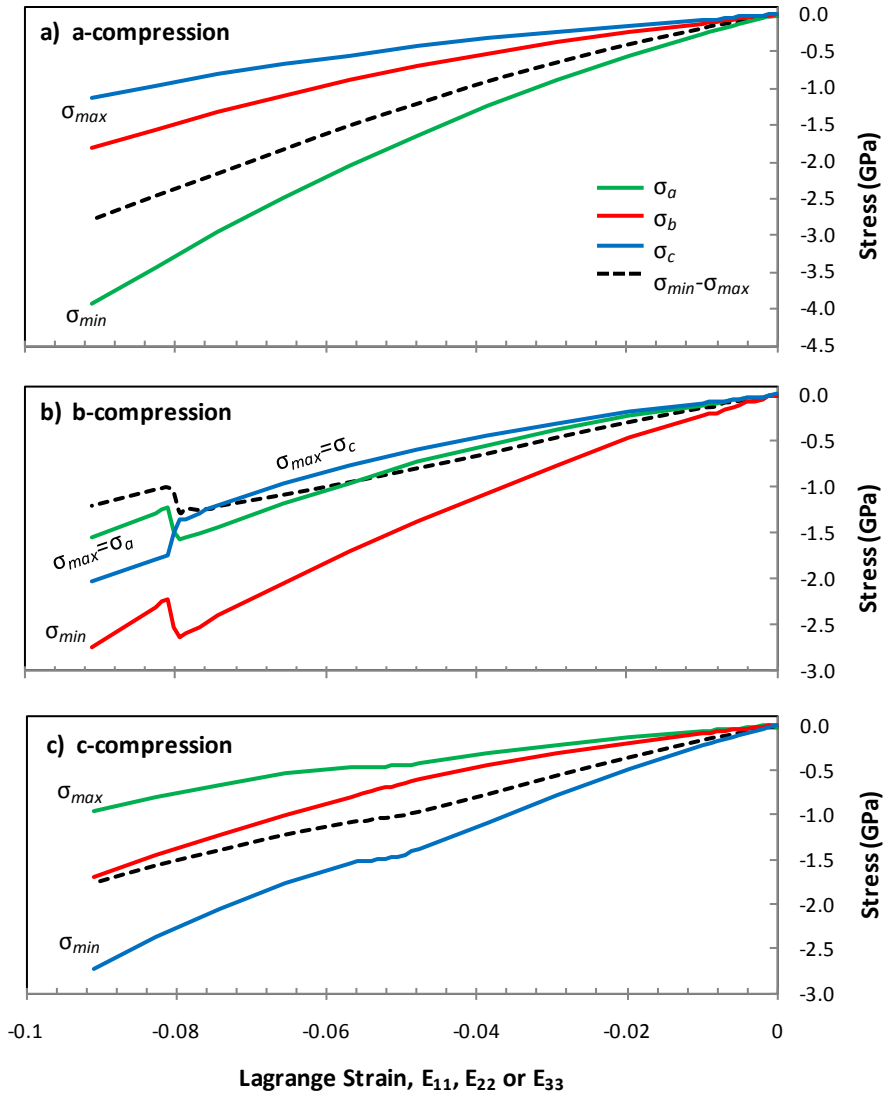 a) a-compression
σmax
σmin
σa
σb
σc
σmin-σmax
0.0
-0.5
-1.0
-1.5
-2.0
-2.5
-3.0
-3.5
-4.0
-4.5
Stress (GPa)
b) b-compression
σmax=σc
σmax=σa
σmin
0.0
-0.5
-1.0
-1.5
-2.0
-2.5
-3.0
Stress (GPa)
c) c-compression
σmax
σmin
0.0
-0.5
-1.0
-1.5
-2.0
-2.5
-3.0
Stress (GPa)
-0.1 -0.08 -0.06 -0.04 -0.02 0
Lagrange Strain, E11, E22 or E33